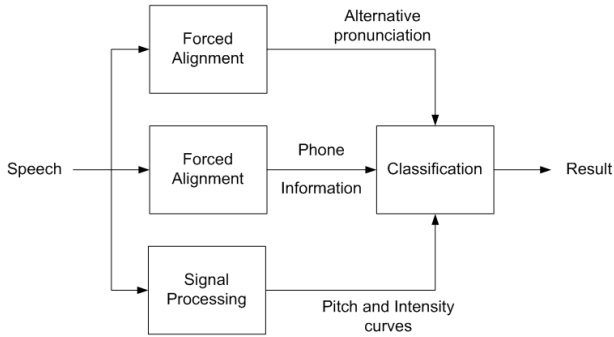 Alternative
pronunciation
Forced
Alignment
Speech
Forced
Alignment
Phone
Information
Classification
Result
Signal
Processing
Pitch and Intensity
curves